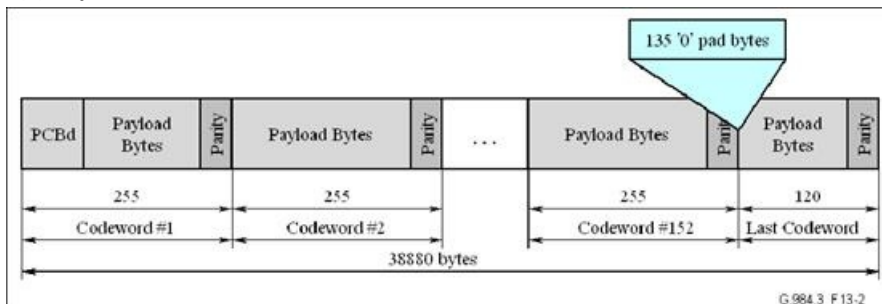 135 '0' pad bytes
PCBd
Payload Bytes
Parity
Payload Bytes
Parity
...
Payload Bytes
Parity
Payload Bytes
Parity
255
255
255
120
Codeword #1
Codeword #2
Codeword #152
Last Codeword
38880 bytes
G.984.3_F13-2